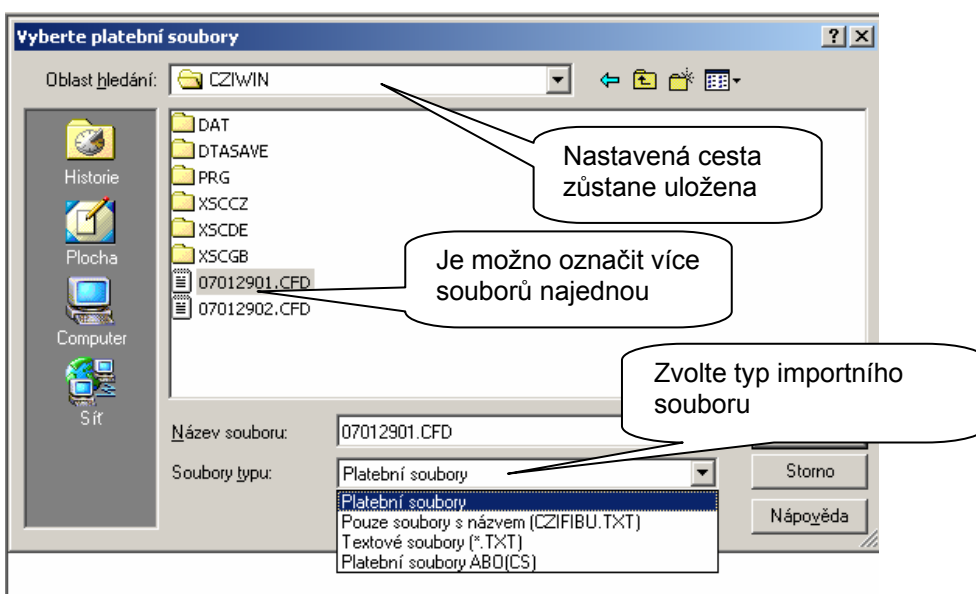 Vyberte platební soubory
Oblast hledání: CZIWIN
DAT
DTASAVE
PRG
XSCCZ
XSCDE
XSCGB
07012901.CFD
07012902.CFD
Historie
Plocha
Computer
Síť
Nastavená cesta
zůstane uložena
Je možno označit více
souborů najednou
Zvolte typ importního
souboru
Název souboru: 07012901.CFD
Soubory typu: Platební soubory
Storno
Platební soubory
Pouze soubory s názvem (CZIFIBU.TXT)
Textové soubory (*.TXT)
Platební soubory ABO(CS)
Nápověda